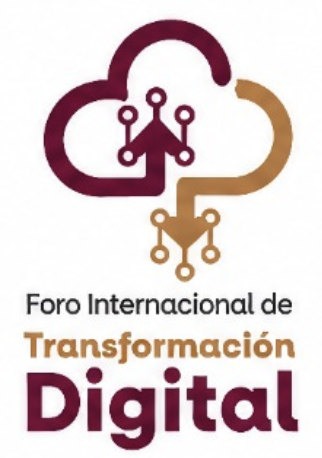 Foro Internacional de
Transformación
Digital